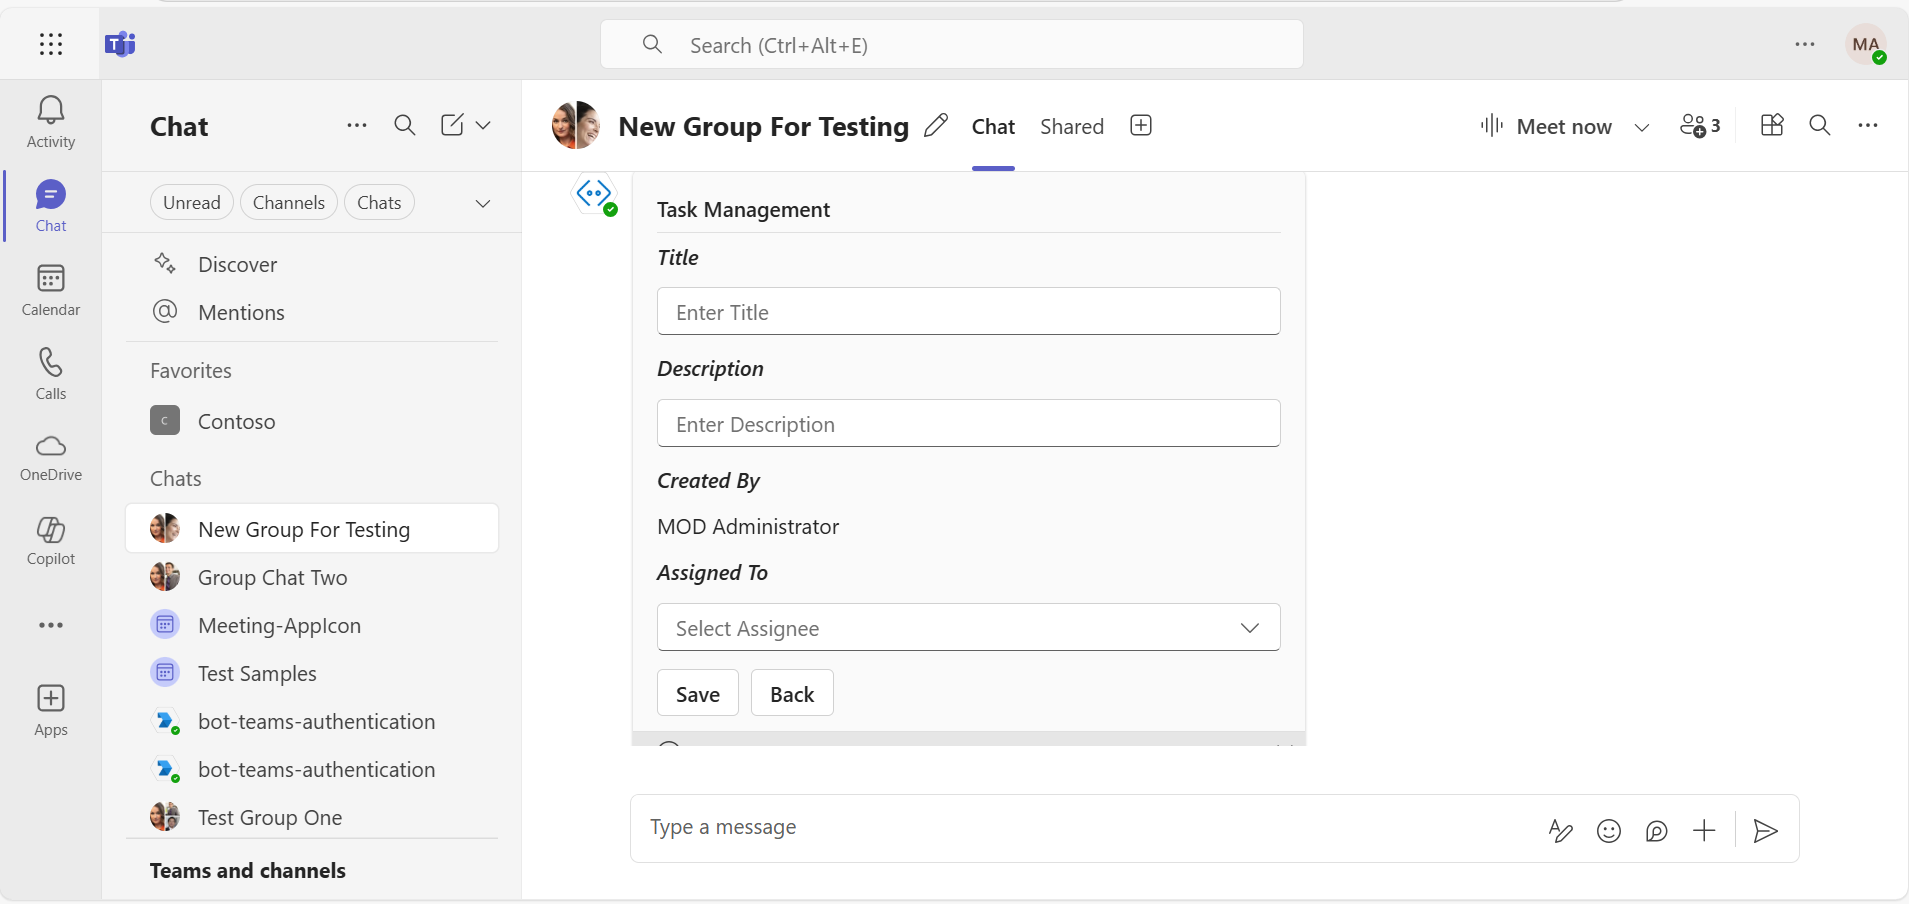 Search (Ctrl+Alt+E)
MA
Activity
Chat
Calendar
Calls
OneDrive
Copilot
Apps
Chat
Unread Channels Chats
Discover
Mentions
Favorites
C Contoso
Chats
New Group For Testing
Group Chat Two
Meeting-AppIcon
Test Samples
bot-teams-authentication
bot-teams-authentication
Test Group One
Teams and channels
New Group For Testing Chat Shared Meet now 3
Task Management
Title
Enter Title
Description
Enter Description
Created By
MOD Administrator
Assigned To
Select Assignee
Save Back
Type a message